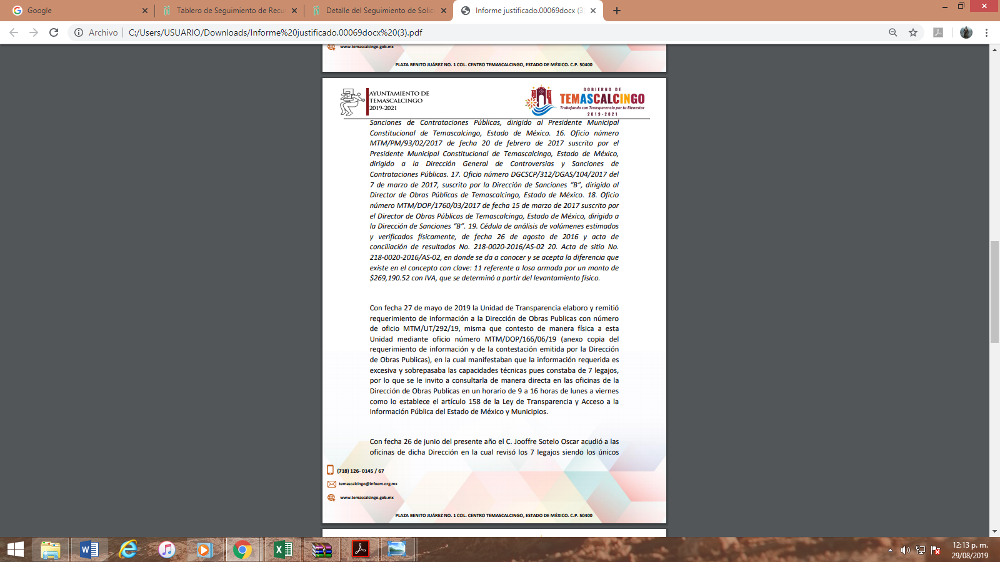 Google
Tablero de Seguimiento de Recu
Detalle del Seguimiento de Solic
Informe justificado.00069docx (3)
Archivo
C:/Users/USUARIO/Downloads/Informe%20justificado.00069docx%20(3).pdf
www.temascalcingo.gob.mx
PLAZA BENITO JUÁREZ NO. 1 COL. CENTRO TEMASCALCINGO, ESTADO DE MÉXICO. C.P. 50400
AYUNTAMIENTO DE
TEMASCALCINGO
2019-2021
GOBIERNO DE
TEMASCALCINGO
Trabajando con Transparencia por tu Bienestar
2019-2021
Sanciones de Contrataciones Públicas, dirigido al Presidente Municipal
Constitucional de Temascalcingo, Estado de México. 16. Oficio número
MTM/PM/93/02/2017 de fecha 20 de febrero de 2017 suscrito por el
Presidente Municipal Constitucional de Temascalcingo, Estado de México,
dirigido a la Dirección General de Controversias y Sanciones de
Contrataciones Públicas. 17. Oficio número DGCSCP/312/DGAS/104/2017 del
7 de marzo de 2017, suscrito por la Dirección de Sanciones “B”, dirigido al
Director de Obras Públicas de Temascalcingo, Estado de México. 18. Oficio
número MTM/DOP/1760/03/2017 de fecha 15 de marzo de 2017 suscrito por
el Director de Obras Públicas de Temascalcingo, Estado de México, dirigido a
la Dirección de Sanciones “B”. 19. Cédula de análisis de volúmenes estimados
y verificados físicamente, de fecha 26 de agosto de 2016 y acta de
conciliación de resultados No. 218-0020-2016/AS-02 20. Acta de sitio No.
218-0020-2016/AS-02, en donde se da a conocer y se acepta la diferencia que
existe en el concepto con clave: 11 referente a losa armada por un monto de
$269,190.52 con IVA, que se determinó a partir del levantamiento físico.
Con fecha 27 de mayo de 2019 la Unidad de Transparencia elaboro y remitió
requerimiento de información a la Dirección de Obras Publicas con número
de oficio MTM/UT/292/19, misma que contesto de manera física a esta
Unidad mediante oficio número MTM/DOP/166/06/19 (anexo copia del
requerimiento de información y de la contestación emitida por la Dirección
de Obras Publicas), en la cual manifestaban que la información requerida es
excesiva y sobrepasaba las capacidades técnicas pues constaba de 7 legajos,
por lo que se le invito a consultarla de manera directa en las oficinas de la
Dirección de Obras Publicas en un horario de 9 a 16 horas de lunes a viernes
como lo establece el artículo 158 de la Ley de Transparencia y Acceso a la
Información Pública del Estado de México y Municipios.
Con fecha 26 de junio del presente año el C. Jooffre Sotelo Oscar acudió a las
oficinas de dicha Dirección en la cual revisó los 7 legajos siendo los únicos
(718) 126- 0145 / 67
temascalcingo@infoem.org.mx
www.temascalcingo.gob.mx
PLAZA BENITO JUÁREZ NO. 1 COL. CENTRO TEMASCALCINGO, ESTADO DE MÉXICO. C.P. 50400
12:13 p. m.
29/08/2019